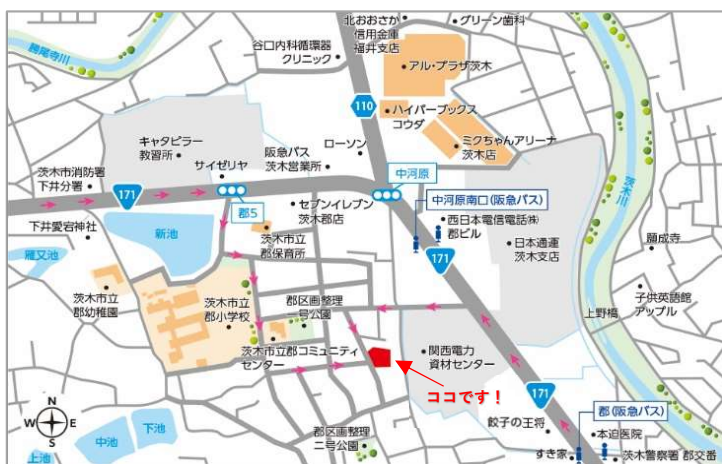 北おおさか
信用金庫
福井支店
グリーン歯科
谷口内科循環器
クリニック
アル・プラザ茨木
勝尾寺川
110
ハイパーブックス
コウダ
ミクちゃんアリーナ
茨木店
キャタピラー
教習所
サイゼリヤ
阪急バス
茨木営業所
ローソン
茨木市消防署
下井分署
171
郡5
中河原
セブンイレブン
茨木郡店
中河原南口(阪急バス)
茨木川
下井愛宕神社
新池
茨木市立
郡保育所
西日本電信電話㈱
郡ビル
171
日本通運
茨木支店
願成寺
雁又池
茨木市立
郡幼稚園
茨木市立
郡小学校
郡区画整理
一号公園
上野橋
子供英語館
アップル
茨木市立郡コミュニティ
センター
関西電力
資材センター
ココです!
171
N
W
E
S
中池
下池
上池
郡区画整理
二号公園
餃子の王将
郡(阪急バス)
本迫医院
すき家
茨木警察署 郡交番